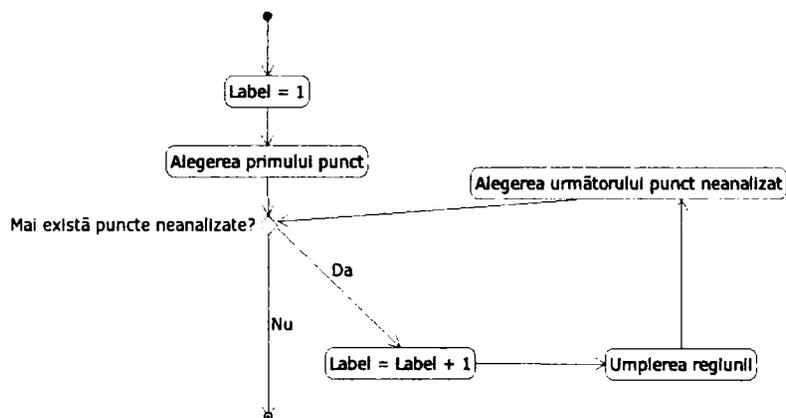 Label = 1
Alegerea primului punct
Alegerea următorului punct neanalizat
Mai există puncte neanalizate?
Da
Nu
Label = Label + 1
Umplerea regiunii